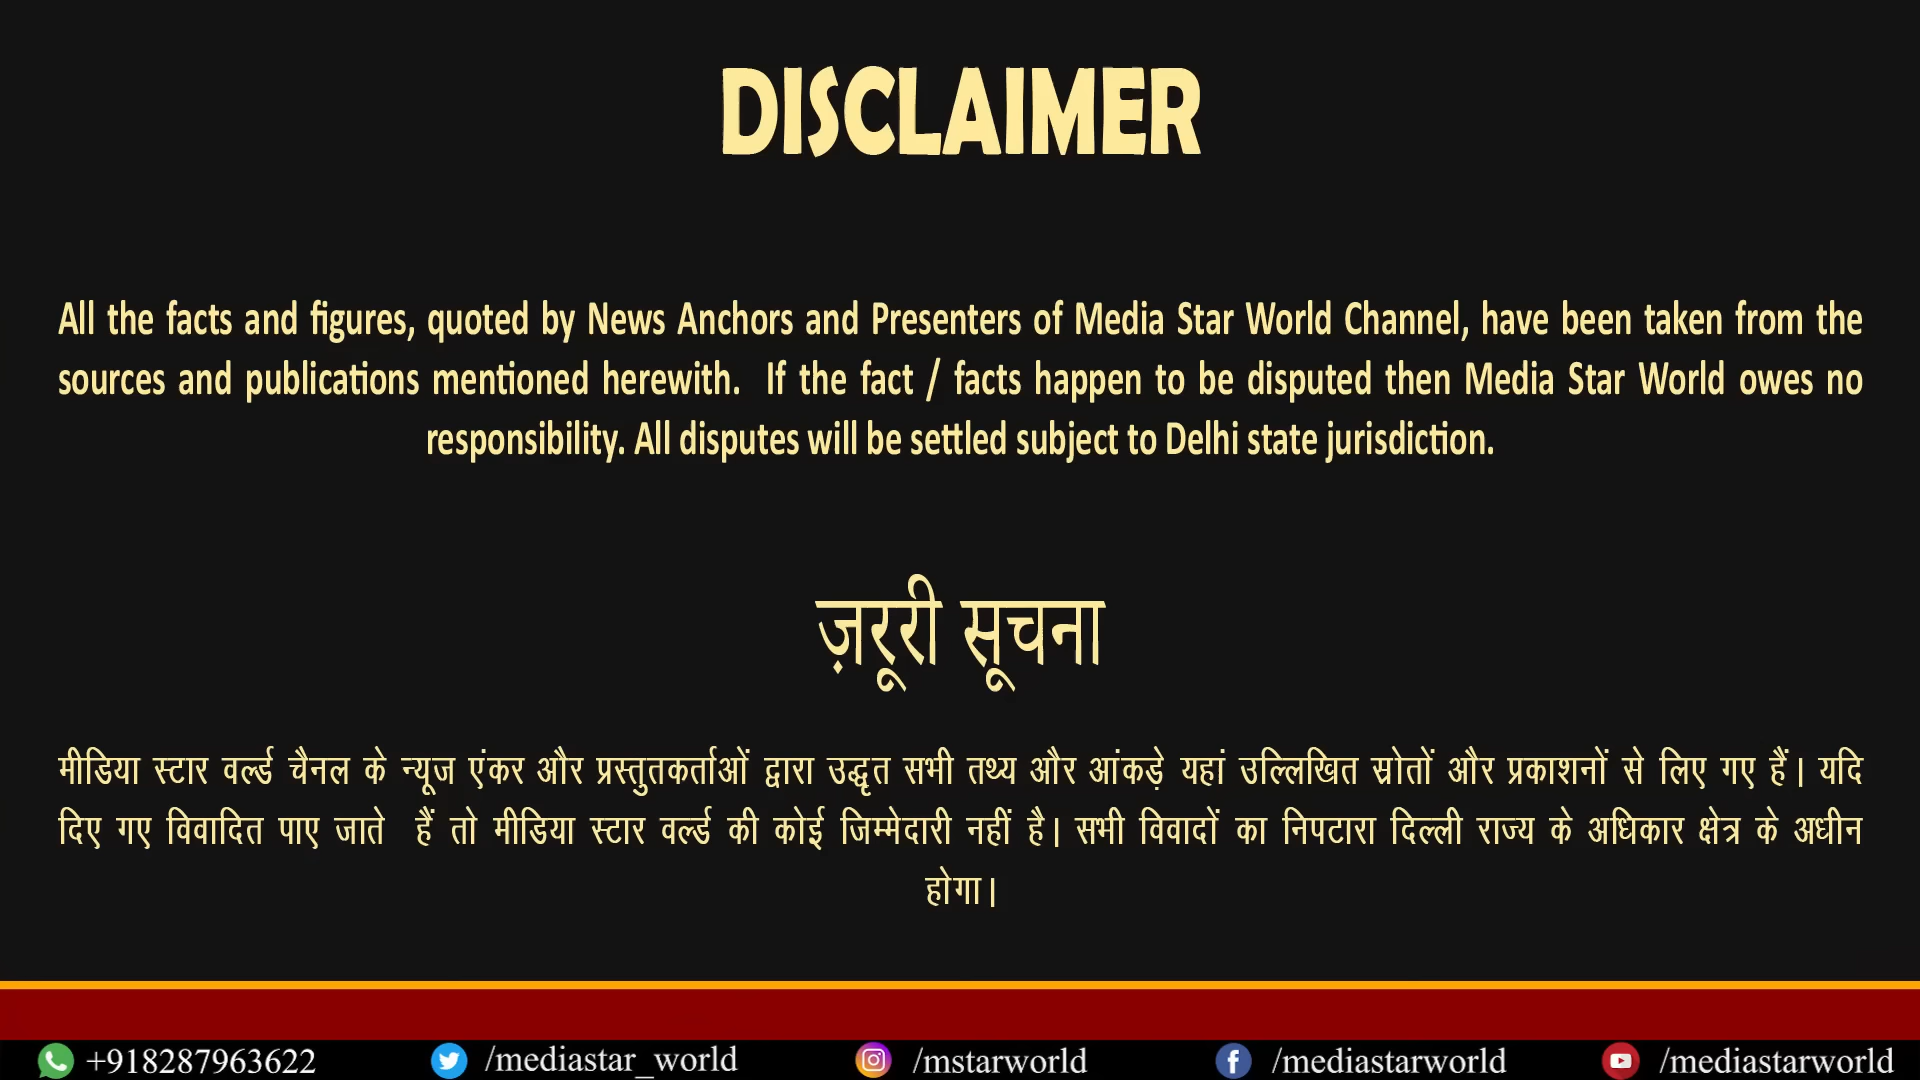 DISCLAIMER
All the facts and figures, quoted by News Anchors and Presenters of Media Star World Channel, have been taken from the
sources and publications mentioned herewith. If the fact / facts happen to be disputed then Media Star World owes no
responsibility. All disputes will be settled subject to Delhi state jurisdiction.
ज़रूरी सूचना
मीडिया स्टार वर्ल्ड चैनल के न्यूज एंकर और प्रस्तुतकर्ताओं द्वारा उद्धृत सभी तथ्य और आंकड़े यहां उल्लिखित स्रोतों और प्रकाशनों से लिए गए हैं। यदि
दिए गए विवादित पाए जाते हैं तो मीडिया स्टार वर्ल्ड की कोई जिम्मेदारी नहीं है। सभी विवादों का निपटारा दिल्ली राज्य के अधिकार क्षेत्र के अधीन
होगा।
+918287963622 /mediastar_world /mstarworld /mediastarworld /mediastarworld